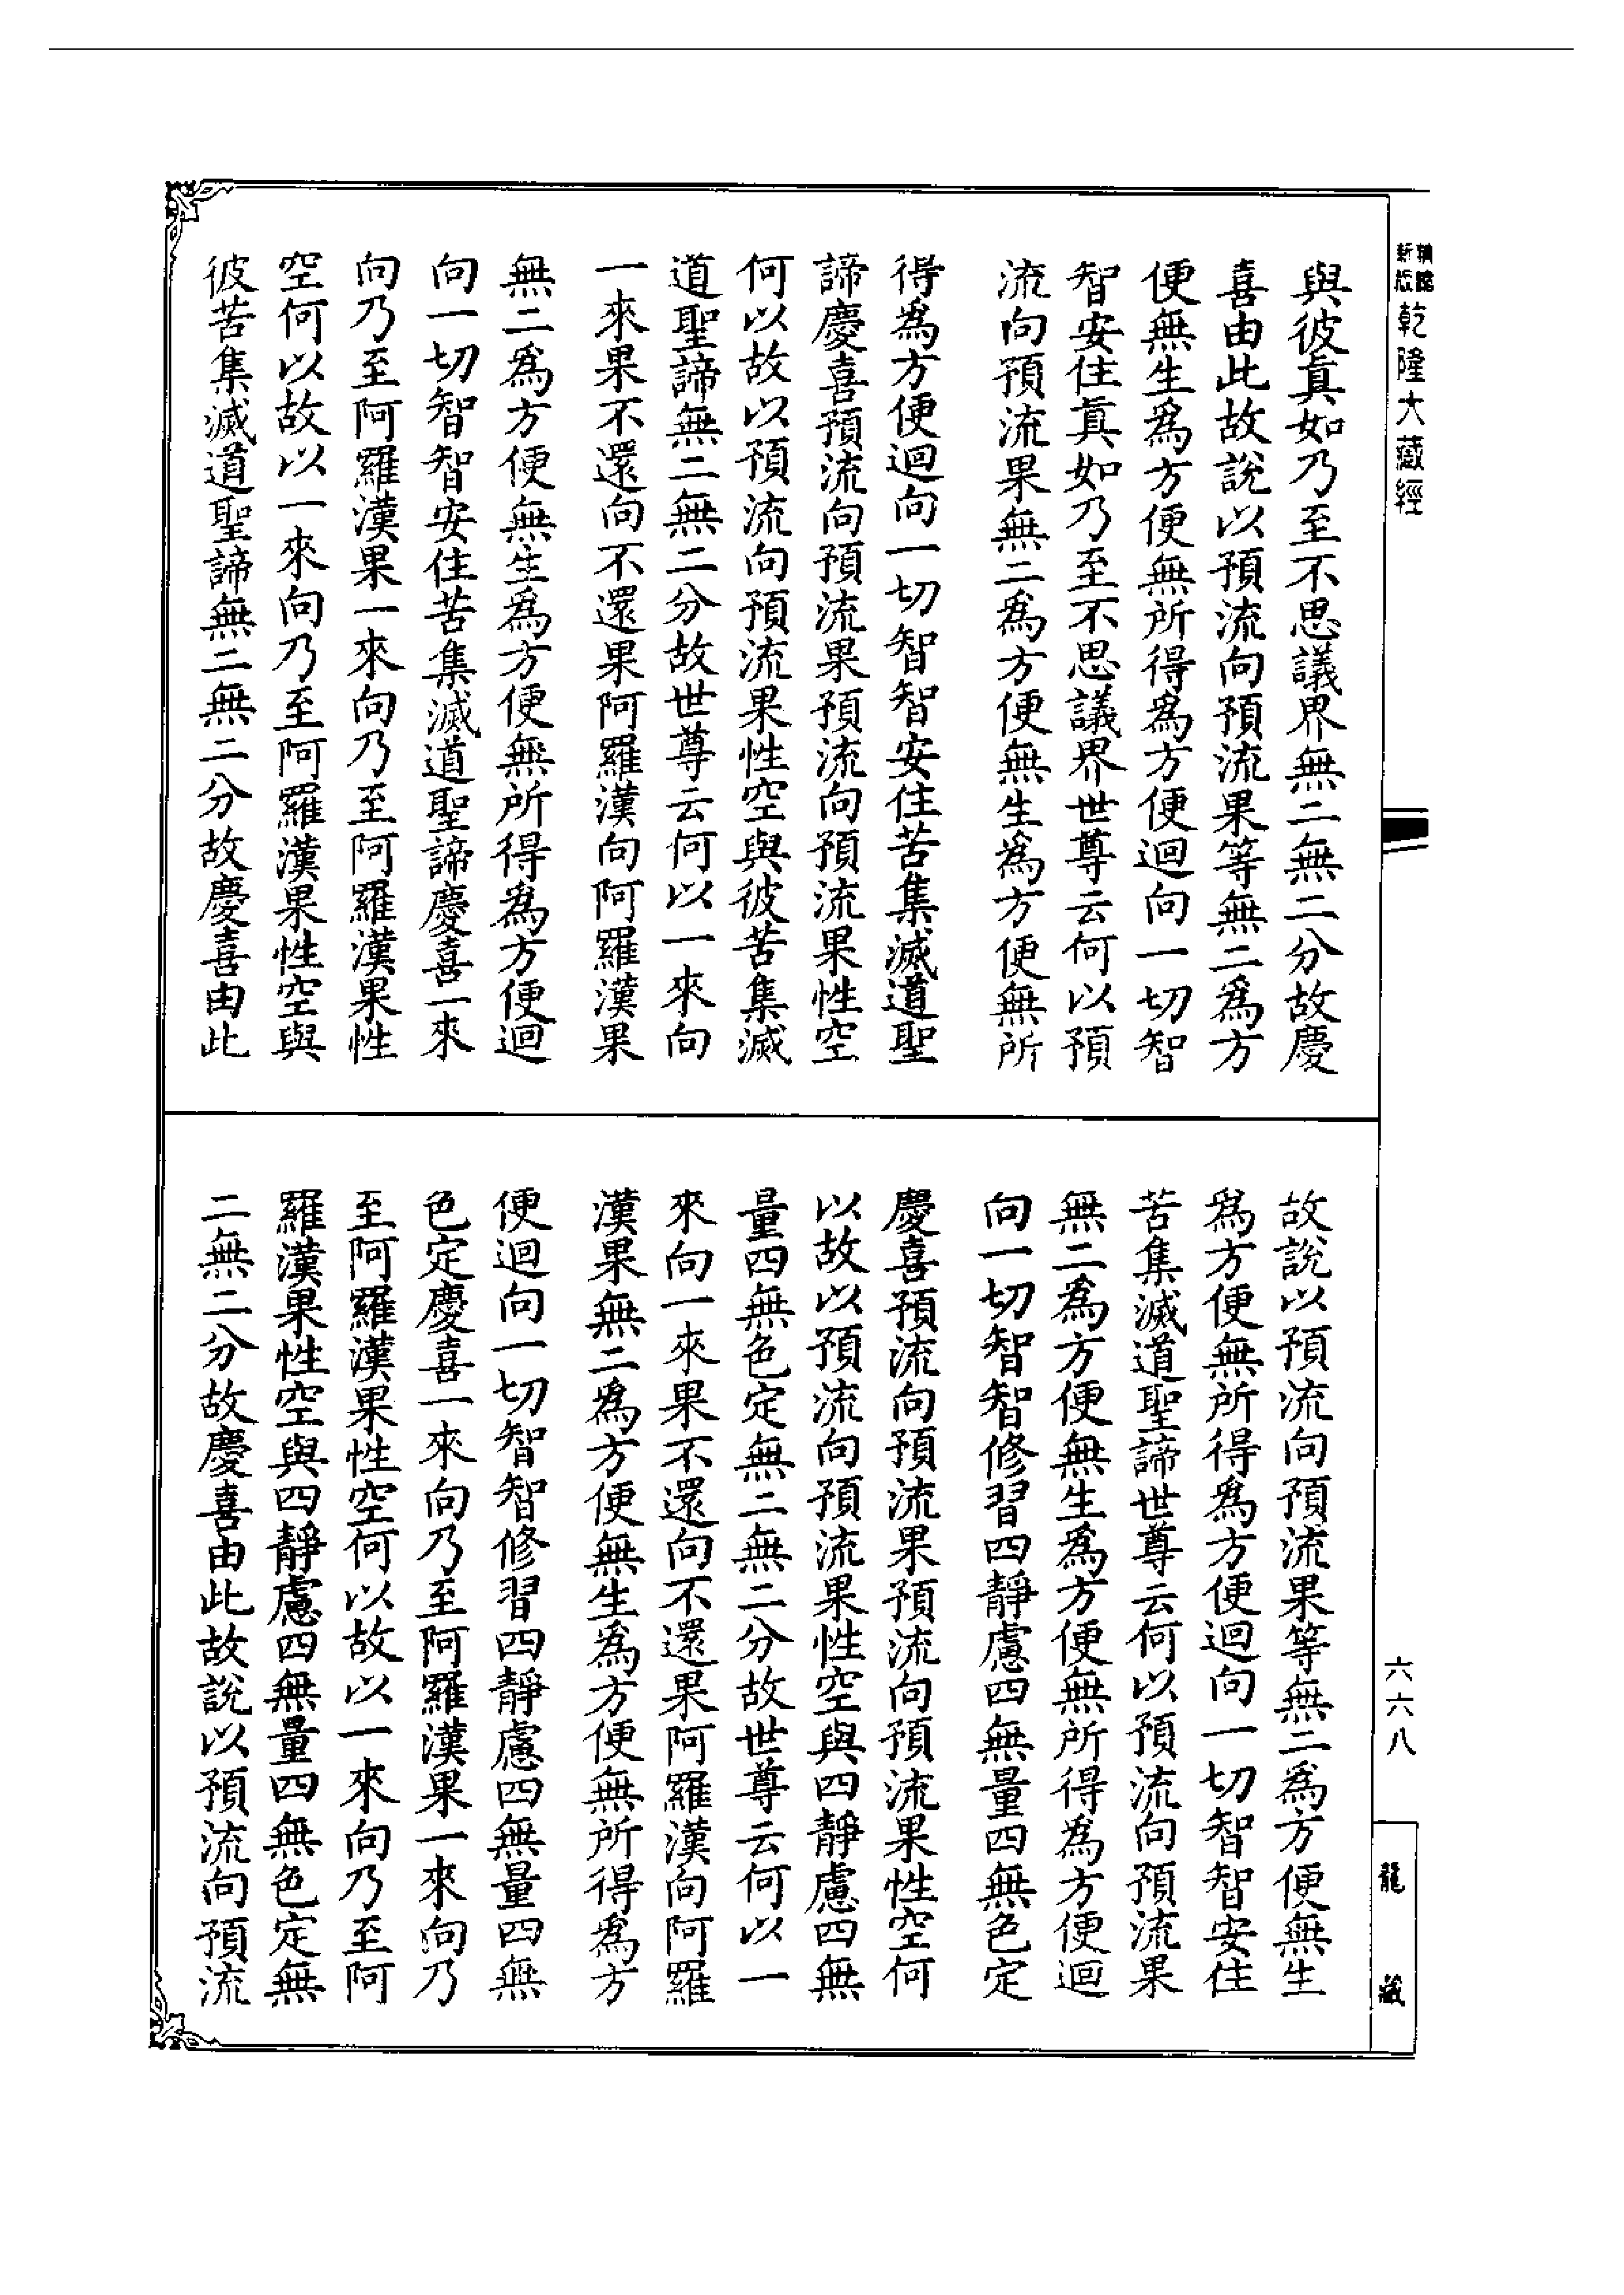 乾隆大藏經
與彼真如乃至不思議界無二無二分故慶
喜由此故說以預流向預流果等無二為方
便無生為方便無所得為方便迴向一切智
智安住真如乃至不思議界世尊云何以預
流向預流果無二為方便無生為方便無所
得為方便迴向一切智智安住苦集滅道聖
諦慶喜預流向預流果預流向預流果性空
何以故以預流向預流果性空與彼苦集滅
道聖諦無二無二分故世尊云何以一來向
一來果不還向不還果阿羅漢向阿羅漢果
無二為方便無生為方便無所得為方便迴
向一切智智安住苦集滅道聖諦慶喜一來
向乃至阿羅漢果一來向乃至阿羅漢果性
空何以故以一來向乃至阿羅漢果性空與
彼苦集滅道聖諦無二無二分故慶喜由此
故說以預流向預流果等無二為方便無生
為方便無所得為方便迴向一切智智安住
苦集滅道聖諦世尊云何以預流向預流果
無二為方便無生為方便無所得為方便迴
向一切智智修習四靜慮四無量四無色定
慶喜預流向預流果預流向預流果性空何
以故以預流向預流果性空與四靜慮四無
量四無色定無二無二分故世尊云何以一
來向一來果不還向不還果阿羅漢向阿羅
漢果無二為方便無生為方便無所得為方
便迴向一切智智修習四靜慮四無量四無
色定慶喜一來向乃至阿羅漢果一來向乃
至阿羅漢果性空何以故以一來向乃至阿
羅漢果性空與四靜慮四無量四無色定無
二無二分故慶喜由此故說以預流向預流
六六八
龍藏